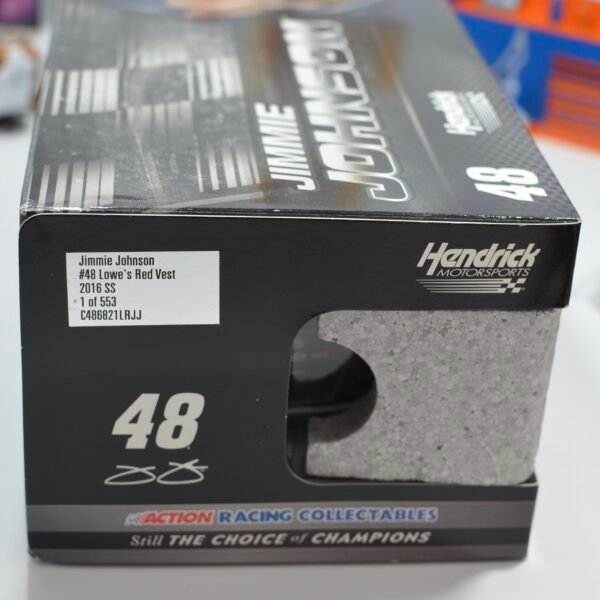 JIMMIE
JOHNSON
Hendrick
MOTORSPORTS
48
Jimmie Johnson
#48 Lowe's Red Vest
2016 SS
1 of 553
C486821LRJJ
Hendrick
MOTORSPORTS
48
ACTION RACING COLLECTABLES
Still THE CHOICE of CHAMPIONS